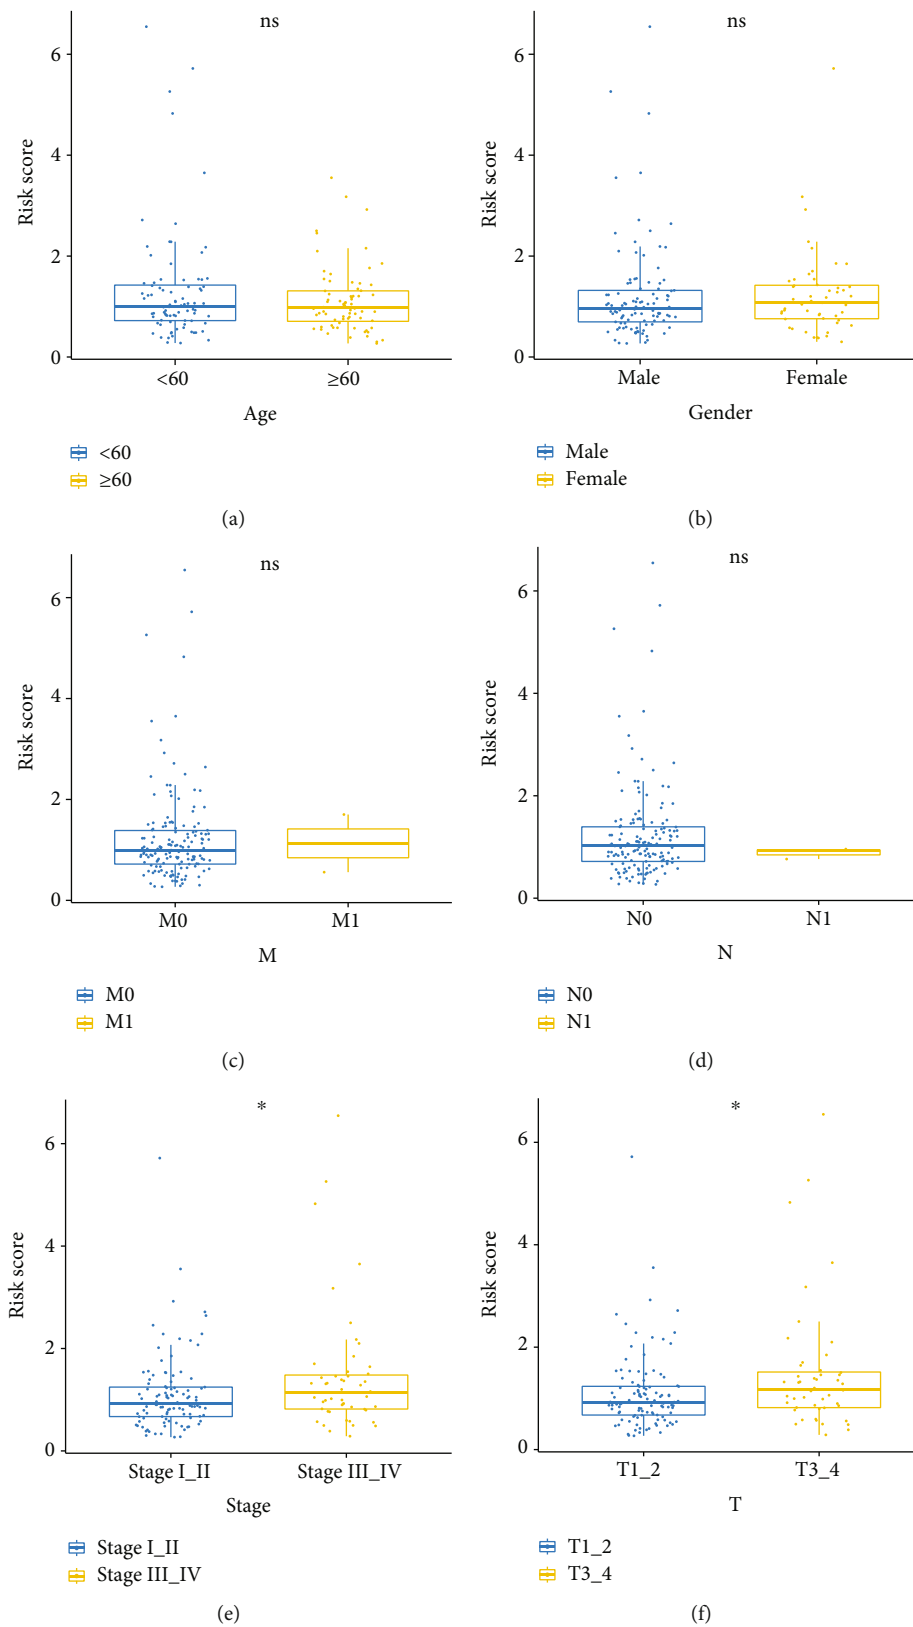 ns
6
4
2
0
Risk score
<60
≥60
Age
<60
≥60
(a)
ns
6
4
2
0
Risk score
Male
Female
Gender
Male
Female
(b)
ns
6
4
2
0
Risk score
M0
M1
M
M0
M1
(c)
ns
6
4
2
0
Risk score
N0
N1
N
N0
N1
(d)
*
6
4
2
0
Risk score
Stage I_II
Stage III_IV
Stage
Stage I_II
Stage III_IV
(e)
*
6
4
2
0
Risk score
T1_2
T3_4
T
T1_2
T3_4
(f)